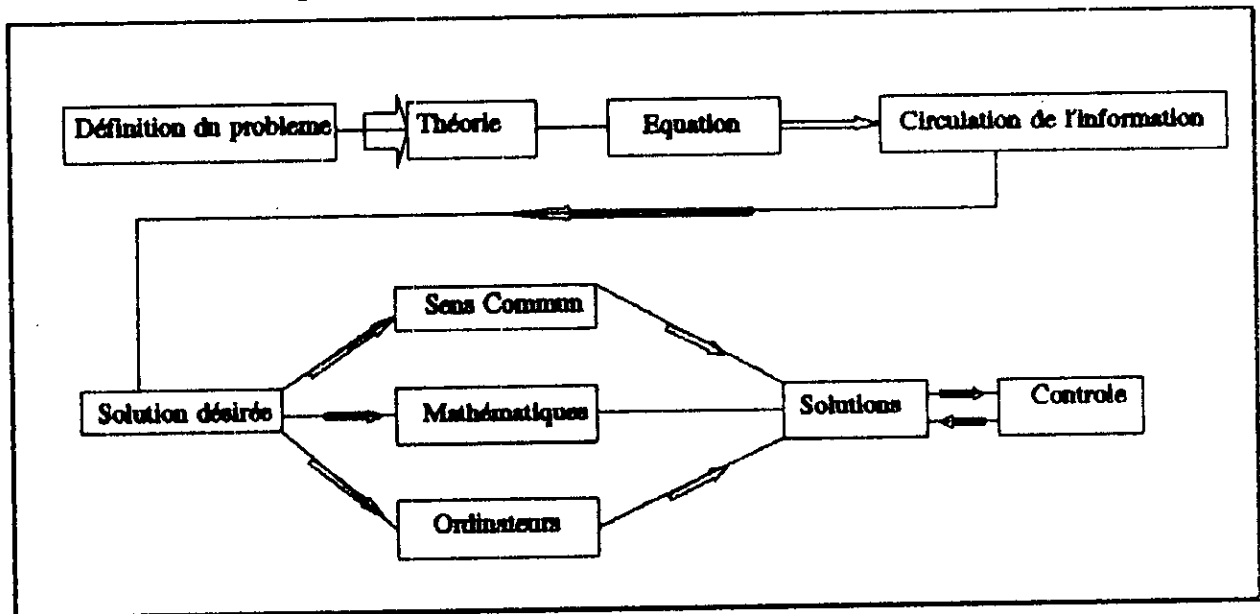 Définition du probleme
Théorie
Equation
Circulation de l'information
Sens Commun
Solution désirée
Mathématiques
Solutions
Controle
Ordinateurs